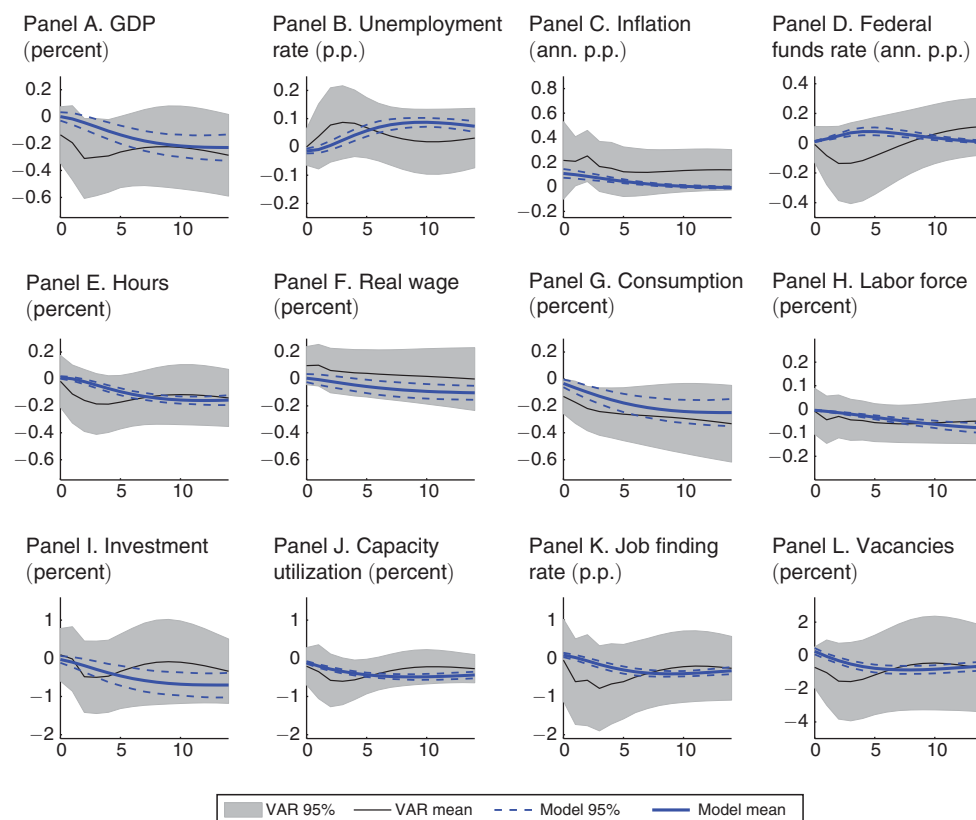 Panel A. GDP
(percent)
Panel B. Unemployment
rate (p.p.)
Panel C. Inflation
(ann. p.p.)
Panel D. Federal
funds rate (ann. p.p.)
0.2
0
−0.2
−0.4
−0.6
0 5 10
0.2
0.1
0
−0.1
−0.2
0 5 10
0.8
0.6
0.4
0.2
0
−0.2
0 5 10
0.4
0.2
0
−0.2
−0.4
0 5 10
Panel E. Hours
(percent)
Panel F. Real wage
(percent)
Panel G. Consumption
(percent)
Panel H. Labor force
(percent)
0.2
0
−0.2
−0.4
−0.6
0 5 10
0.2
0
−0.2
−0.4
−0.6
0 5 10
0.2
0
−0.2
−0.4
−0.6
0 5 10
0.2
0.1
0
−0.1
−0.2
0 5 10
Panel I. Investment
(percent)
Panel J. Capacity
utilization (percent)
Panel K. Job finding
rate (p.p.)
Panel L. Vacancies
(percent)
1
0
−1
−2
0 5 10
1
0
−1
−2
0 5 10
1
0
−1
−2
0 5 10
2
0
−2
−4
0 5 10
VAR 95% VAR mean Model 95% Model mean